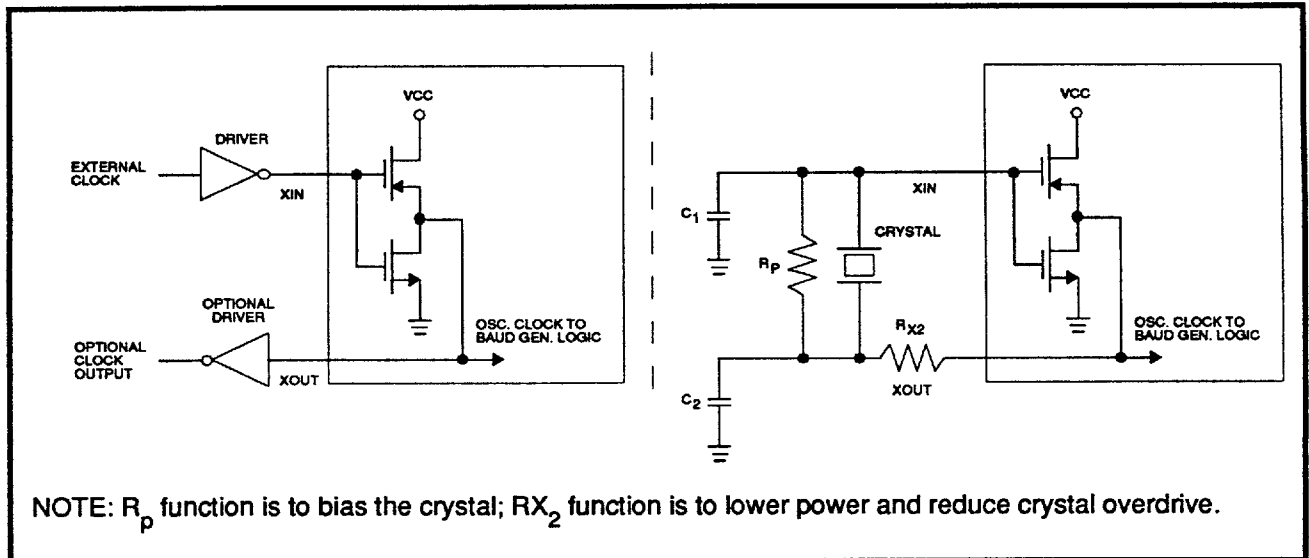 VCC
DRIVER
EXTERNAL
CLOCK
XIN
OPTIONAL
DRIVER
OPTIONAL
CLOCK
OUTPUT
XOUT
OSC. CLOCK TO
BAUD GEN. LOGIC
VCC
XIN
C1
CRYSTAL
RP
RX2
OSC. CLOCK TO
BAUD GEN. LOGIC
XOUT
C2
NOTE: Rp function is to bias the crystal; RX2 function is to lower power and reduce crystal overdrive.